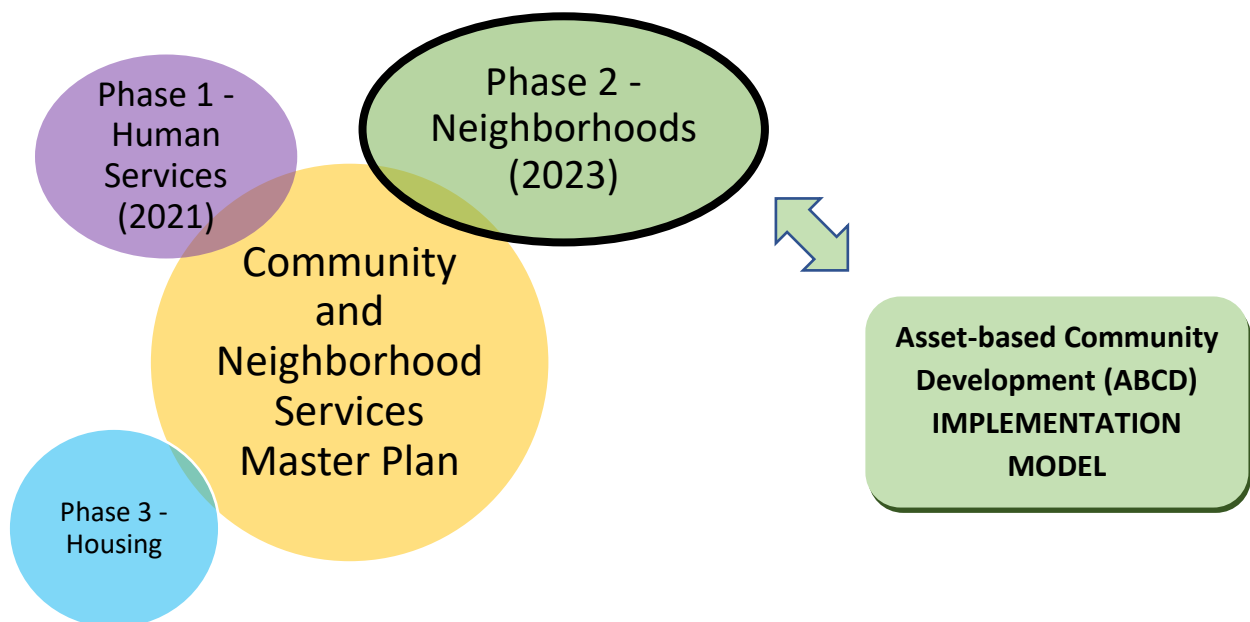 Phase 1 -
Human
Services
(2021)
Phase 2 -
Neighborhoods
(2023)
Community
and
Neighborhood
Services
Master Plan
Phase 3 -
Housing
Asset-based Community
Development (ABCD)
IMPLEMENTATION
MODEL